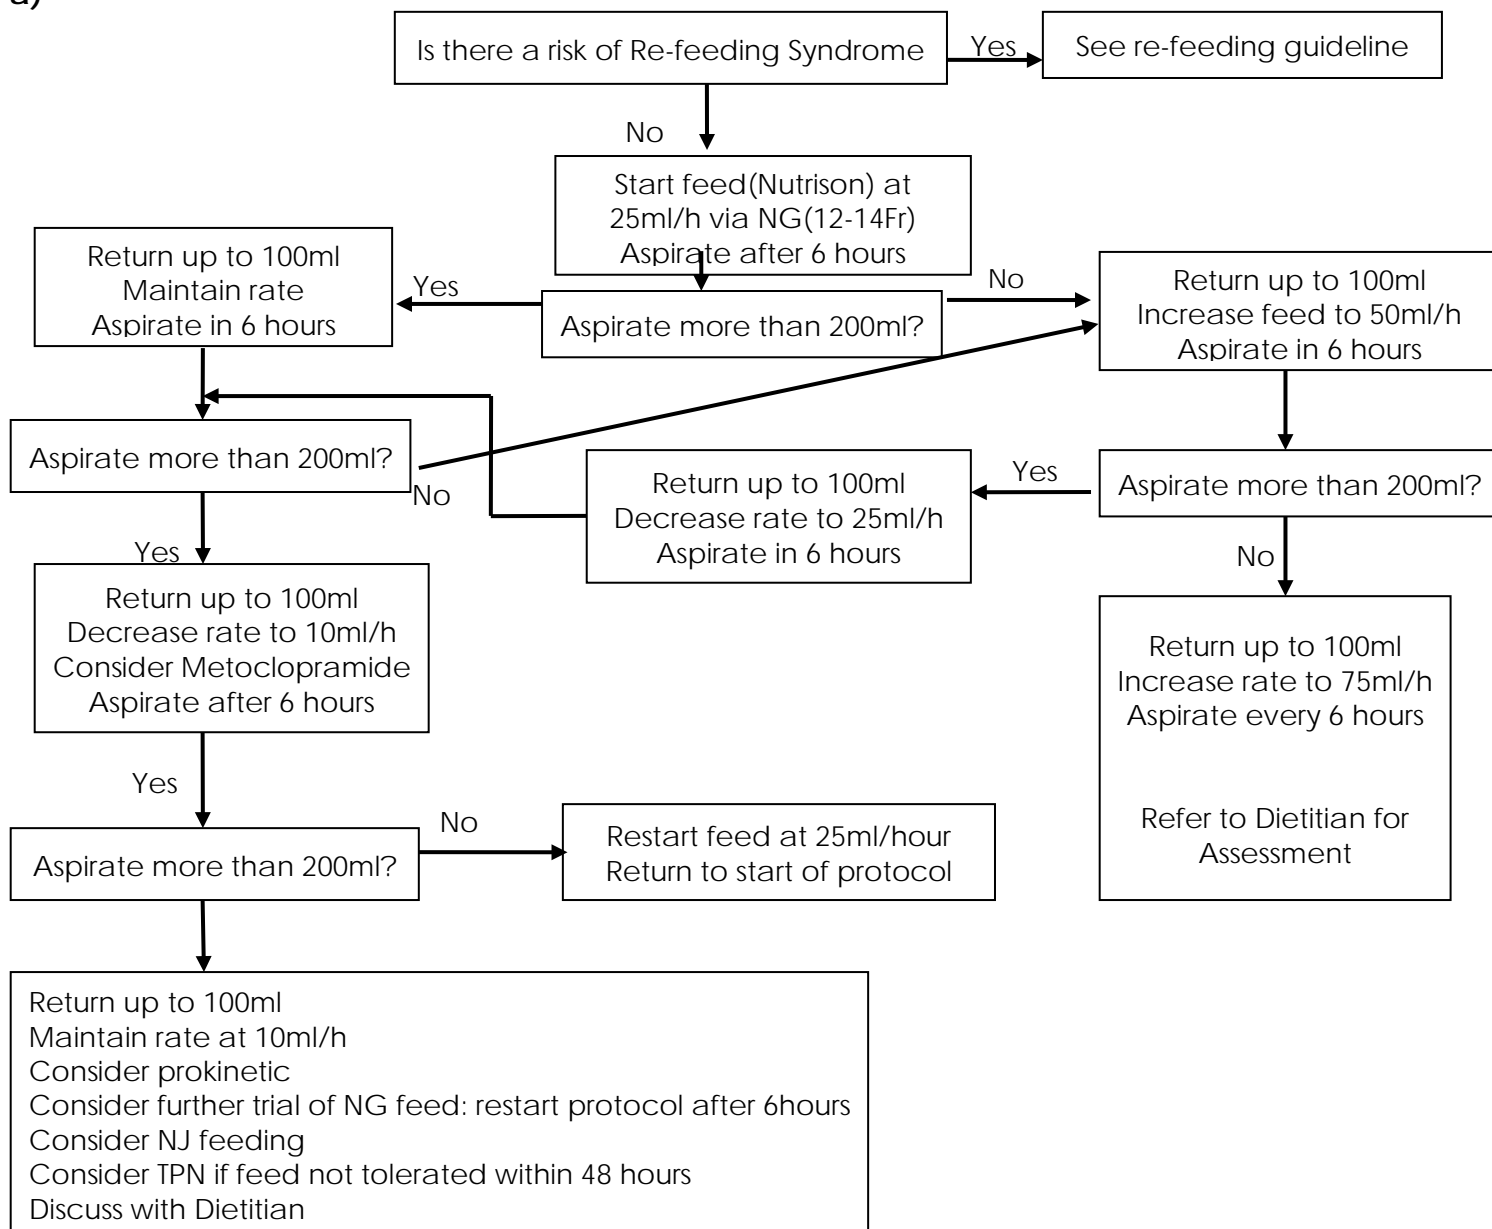 a)
Is there a risk of Re-feeding Syndrome
Yes
See re-feeding guideline
No
Start feed(Nutrison) at
25ml/h via NG(12-14Fr)
Aspirate after 6 hours
Return up to 100ml
Maintain rate
Aspirate in 6 hours
Yes
Aspirate more than 200ml?
No
Return up to 100ml
Increase feed to 50ml/h
Aspirate in 6 hours
Aspirate more than 200ml?
No
Return up to 100ml
Decrease rate to 25ml/h
Aspirate in 6 hours
Yes
Aspirate more than 200ml?
Yes
No
Return up to 100ml
Decrease rate to 10ml/h
Consider Metoclopramide
Aspirate after 6 hours
Return up to 100ml
Increase rate to 75ml/h
Aspirate every 6 hours
Refer to Dietitian for
Assessment
Yes
Aspirate more than 200ml?
No
Restart feed at 25ml/hour
Return to start of protocol
Return up to 100ml
Maintain rate at 10ml/h
Consider prokinetic
Consider further trial of NG feed: restart protocol after 6hours
Consider NJ feeding
Consider TPN if feed not tolerated within 48 hours
Discuss with Dietitian